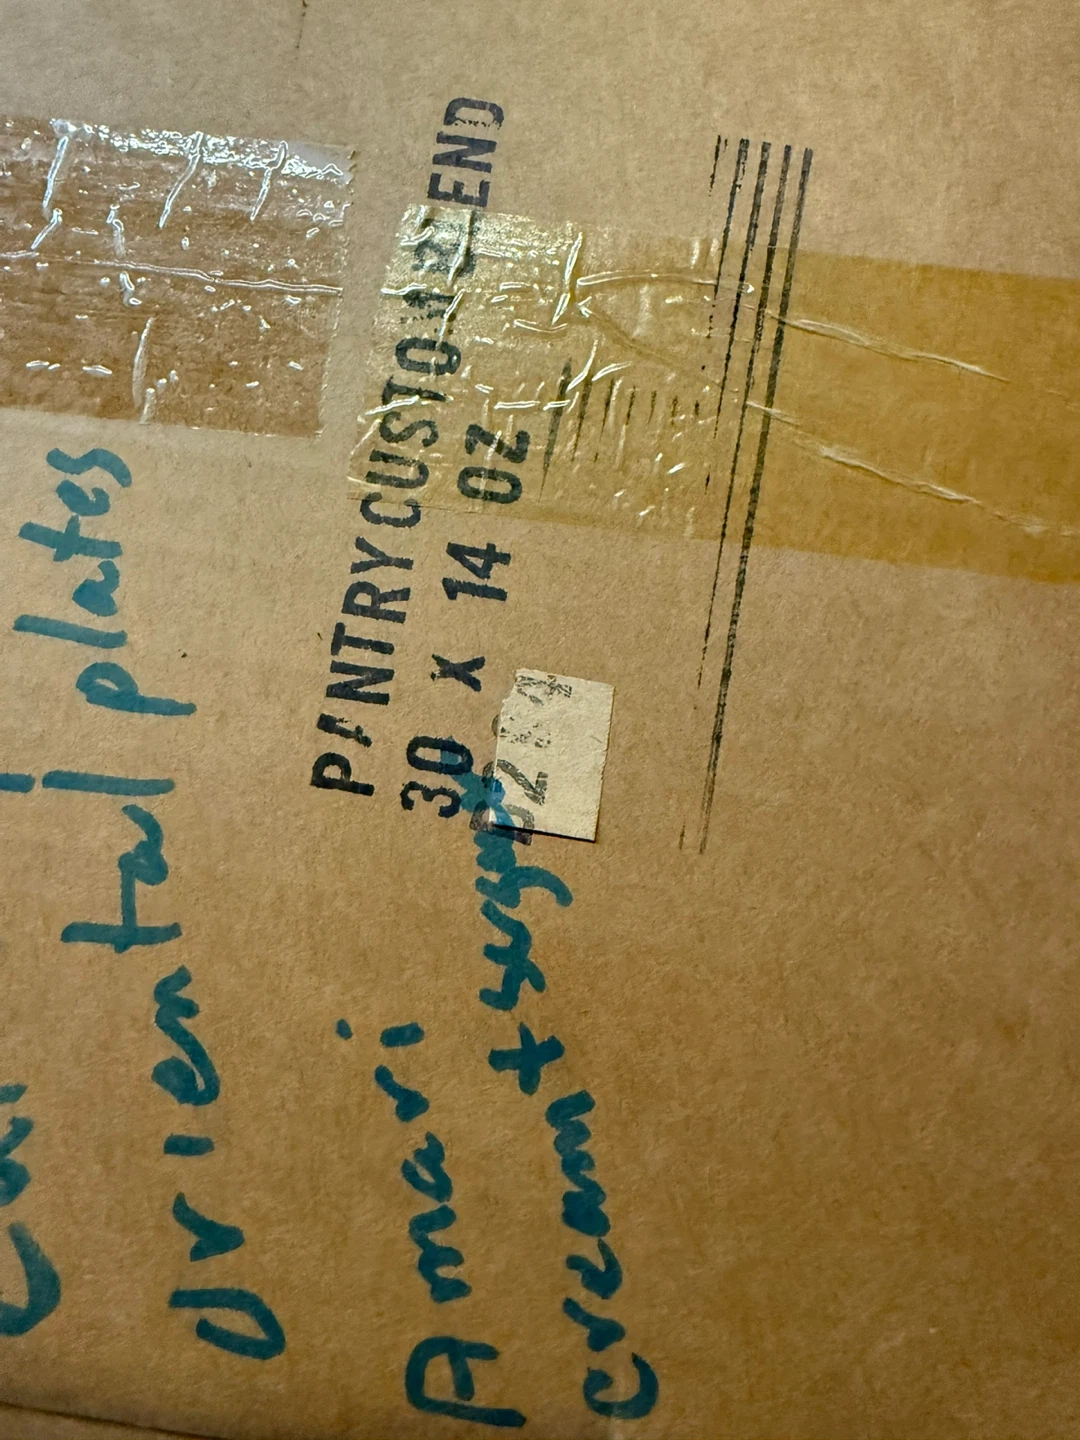 oriental plates
Amari
cream + sugar
PANTRY CUSTOM BLEND
30 X 14 OZ